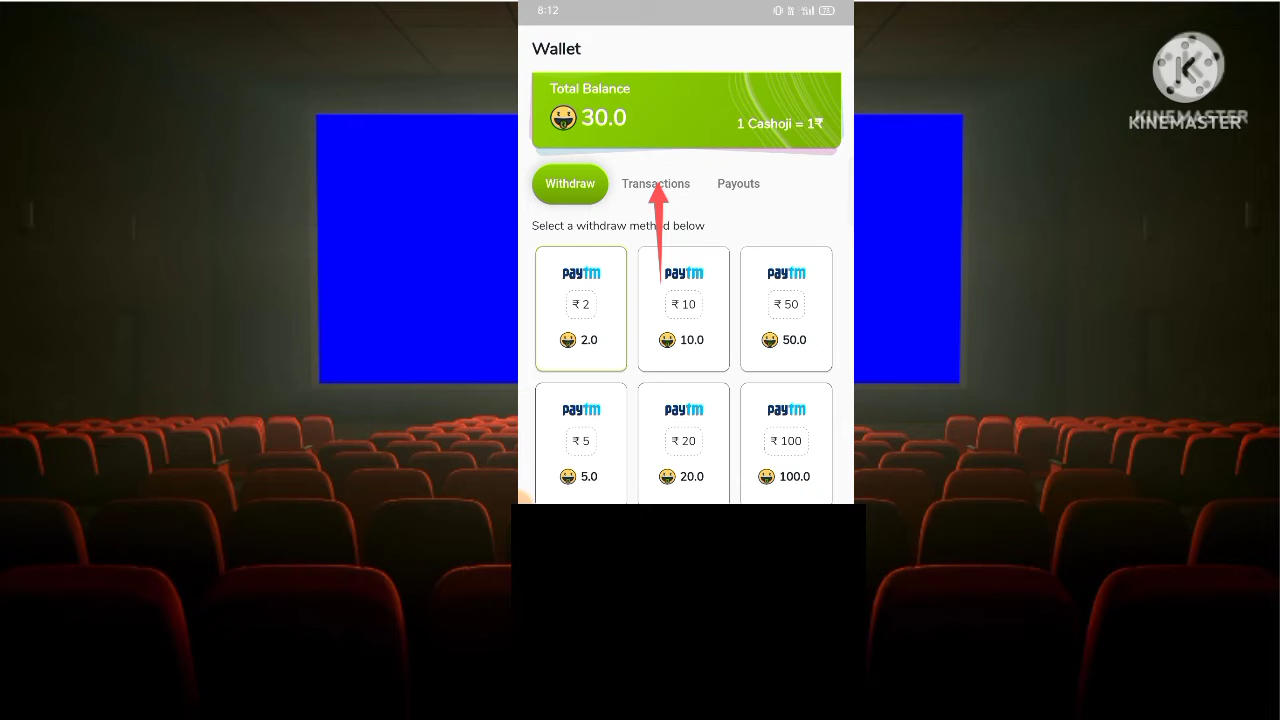 8:12
75
Wallet
Total Balance
30.0
1 Cashoji = 1₹
KINEMASTER
KINEMASTER
Withdraw Transactions Payouts
Select a withdraw method below
paytm paytm paytm
₹ 2 ₹ 10 ₹ 50
2.0 10.0 50.0
paytm paytm paytm
₹ 5 ₹ 20 ₹ 100
5.0 20.0 100.0